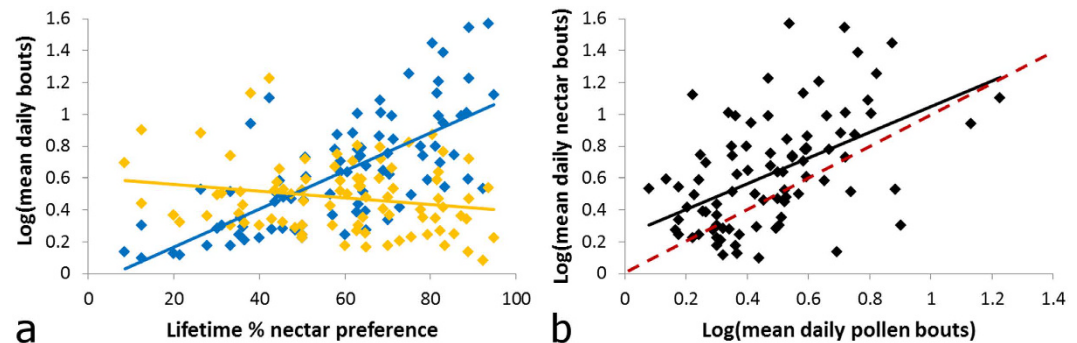 Log(mean daily bouts)
1.6
1.4
1.2
1
0.8
0.6
0.4
0.2
0
0 20 40 60 80 100
Lifetime % nectar preference
a
Log(mean daily nectar bouts)
1.6
1.4
1.2
1
0.8
0.6
0.4
0.2
0
0 0.2 0.4 0.6 0.8 1 1.2 1.4
Log(mean daily pollen bouts)
b